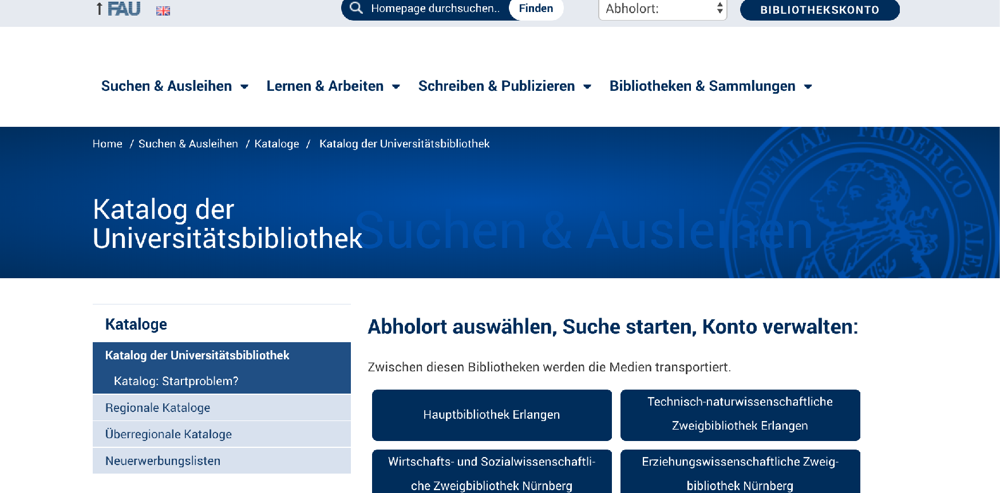 ↑ FAU
Homepage durchsuchen.. Finden
Abholort:
BIBLIOTHEKSKONTO
Suchen & Ausleihen Lernen & Arbeiten Schreiben & Publizieren Bibliotheken & Sammlungen
Home / Suchen & Ausleihen / Kataloge / Katalog der Universitätsbibliothek
ACADEMIAE FRIDERICO ALEX
Katalog der
Universitätsbibliothek
Suchen & Ausleihen
Kataloge
Katalog der Universitätsbibliothek
Katalog: Startproblem?
Regionale Kataloge
Überregionale Kataloge
Neuerwerbungslisten
Abholort auswählen, Suche starten, Konto verwalten:
Zwischen diesen Bibliotheken werden die Medien transportiert.
Hauptbibliothek Erlangen
Technisch-naturwissenschaftliche
Zweigbibliothek Erlangen
Wirtschafts- und Sozialwissenschaftli-
che Zweigbibliothek Nürnberg
Erziehungswissenschaftliche Zweig-
bibliothek Nürnberg